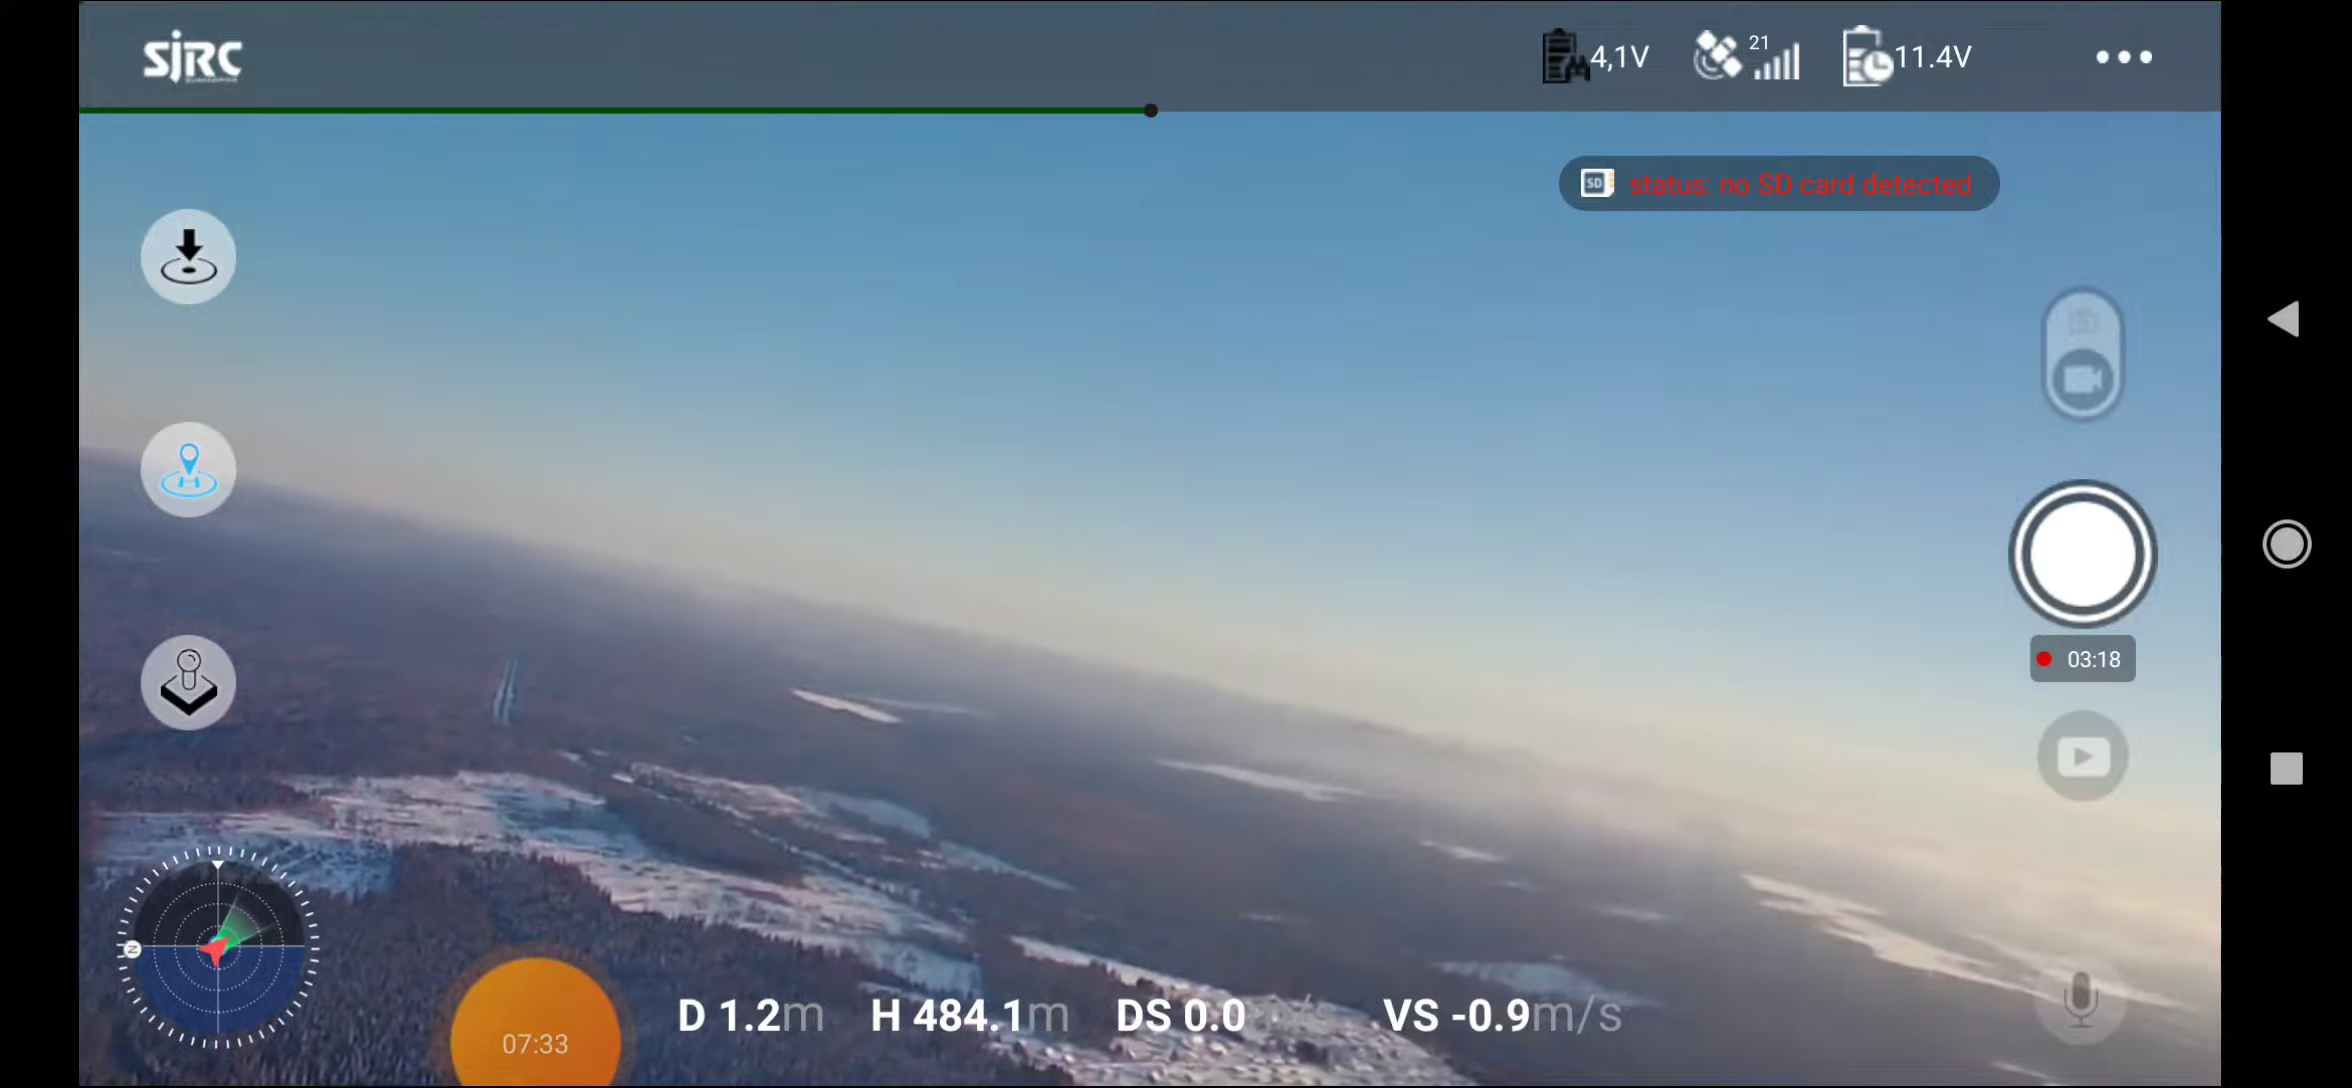 SJRC
4,1V
21
11.4V
SD status: no SD card detected
03:18
N
07:33
D 1.2m H 484.1m DS 0.0 VS -0.9m/s